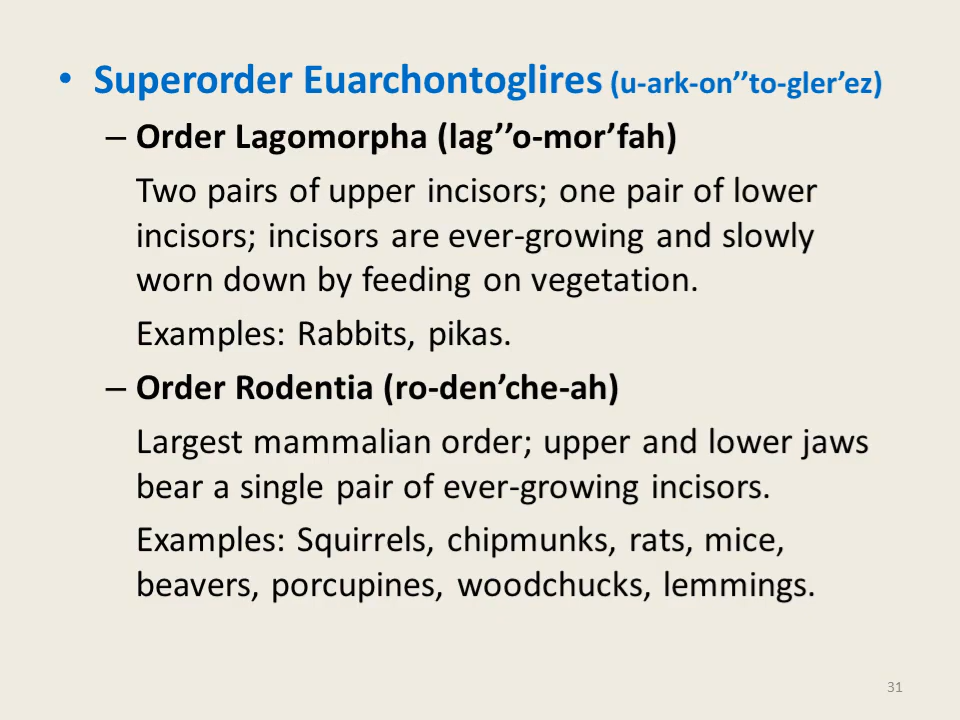 • Superorder Euarchontoglires (u-ark-on’’to-gler’ez)
– Order Lagomorpha (lag’’o-mor’fah)
Two pairs of upper incisors; one pair of lower
incisors; incisors are ever-growing and slowly
worn down by feeding on vegetation.
Examples: Rabbits, pikas.
– Order Rodentia (ro-den’che-ah)
Largest mammalian order; upper and lower jaws
bear a single pair of ever-growing incisors.
Examples: Squirrels, chipmunks, rats, mice,
beavers, porcupines, woodchucks, lemmings.
31